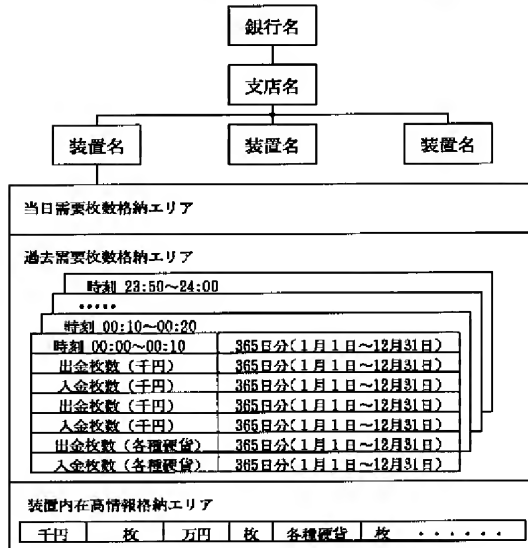 銀行名
支店名
装置名 装置名 装置名
当日需要枚数格納エリア
過去需要枚数格納エリア
時刻 23:50～24:00
•••••
時刻 00:10～00:20
時刻 00:00～00:10 365日分(1月1日～12月31日)
出金枚数（千円） 365日分(1月1日～12月31日)
入金枚数（千円） 365日分(1月1日～12月31日)
出金枚数（千円） 365日分(1月1日～12月31日)
入金枚数（千円） 365日分(1月1日～12月31日)
出金枚数（各種硬貨） 365日分(1月1日～12月31日)
入金枚数（各種硬貨） 365日分(1月1日～12月31日)
装置内在高情報格納エリア
千円 枚 万円 枚 各種硬貨 枚 ・・・・・・